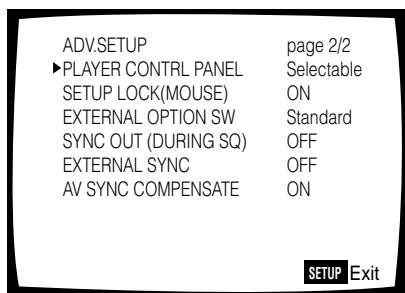 ADV.SETUP page 2/2
PLAYER CONTRL PANEL Selectable
SETUP LOCK(MOUSE) ON
EXTERNAL OPTION SW Standard
SYNC OUT (DURING SQ) OFF
EXTERNAL SYNC OFF
AV SYNC COMPENSATE ON
SETUP Exit